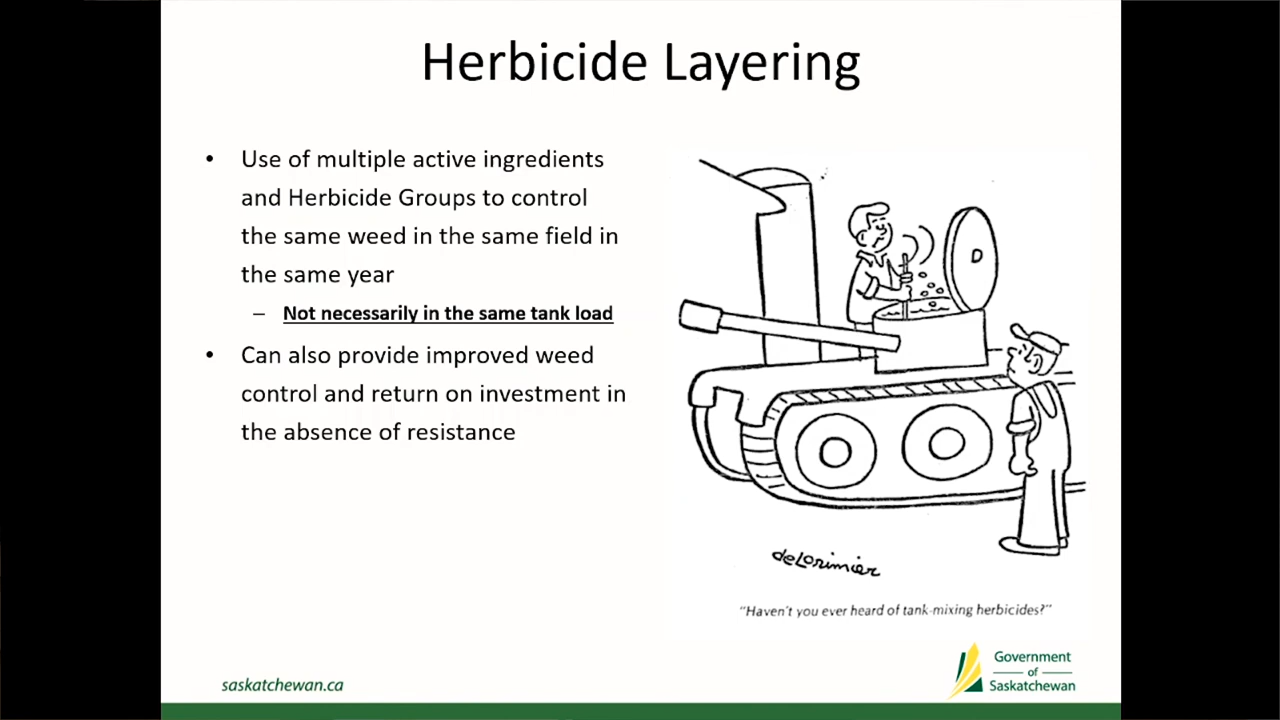 Herbicide Layering
• Use of multiple active ingredients
and Herbicide Groups to control
the same weed in the same field in
the same year
– Not necessarily in the same tank load
• Can also provide improved weed
control and return on investment in
the absence of resistance
D
deLorimier
"Haven't you ever heard of tank-mixing herbicides?"
saskatchewan.ca
Government
of
Saskatchewan